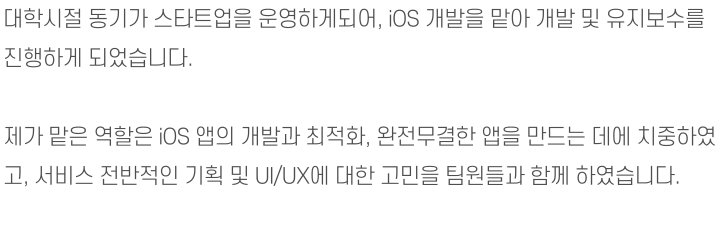 대학시절 동기가 스타트업을 운영하게되어, iOS 개발을 맡아 개발 및 유지보수를
진행하게 되었습니다.
제가 맡은 역할은 iOS 앱의 개발과 최적화, 완전무결한 앱을 만드는 데에 치중하였
고, 서비스 전반적인 기획 및 UI/UX에 대한 고민을 팀원들과 함께 하였습니다.